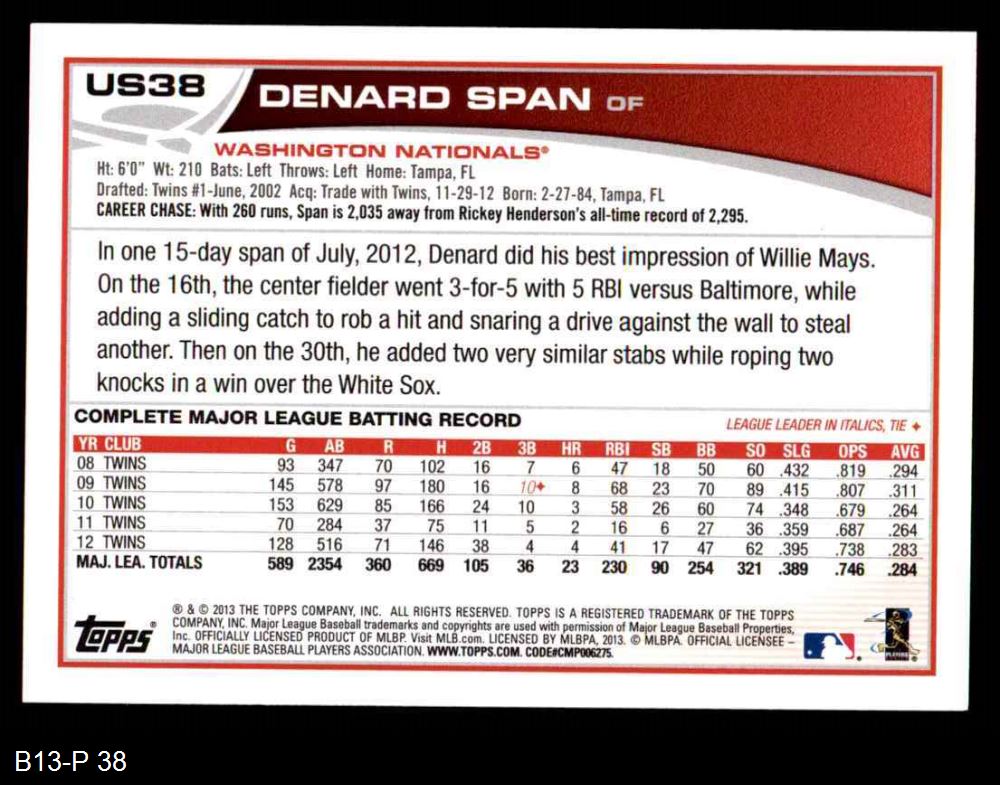 US38
DENARD SPAN OF
WASHINGTON NATIONALS®
Ht: 6'0" Wt: 210 Bats: Left Throws: Left Home: Tampa, FL
Drafted: Twins #1-June, 2002 Acq: Trade with Twins, 11-29-12 Born: 2-27-84, Tampa, FL
CAREER CHASE: With 260 runs, Span is 2,035 away from Rickey Henderson's all-time record of 2,295.
In one 15-day span of July, 2012, Denard did his best impression of Willie Mays.
On the 16th, the center fielder went 3-for-5 with 5 RBI versus Baltimore, while
adding a sliding catch to rob a hit and snaring a drive against the wall to steal
another. Then on the 30th, he added two very similar stabs while roping two
knocks in a win over the White Sox.
COMPLETE MAJOR LEAGUE BATTING RECORD
LEAGUE LEADER IN ITALICS, TIE ✦
YR CLUB G AB R H 2B 3B HR RBI SB BB SO SLG OPS AVG
08 TWINS 93 347 70 102 16 7 6 47 18 50 60 .432 .819 .294
09 TWINS 145 578 97 180 16 10✦ 8 68 23 70 89 .415 .807 .311
10 TWINS 153 629 85 166 24 10 3 58 26 60 74 .348 .679 .264
11 TWINS 70 284 37 75 11 5 2 16 6 27 36 .359 .687 .264
12 TWINS 128 516 71 146 38 4 4 41 17 47 62 .395 .738 .283
MAJ. LEA. TOTALS 589 2354 360 669 105 36 23 230 90 254 321 .389 .746 .284
topps®
® & © 2013 THE TOPPS COMPANY, INC. ALL RIGHTS RESERVED. TOPPS IS A REGISTERED TRADEMARK OF THE TOPPS
COMPANY, INC. Major League Baseball trademarks and copyrights are used with permission of Major League Baseball Properties,
Inc. OFFICIALLY LICENSED PRODUCT OF MLBP. Visit MLB.com. LICENSED BY MLBPA, 2013. © MLBPA. OFFICIAL LICENSEE –
MAJOR LEAGUE BASEBALL PLAYERS ASSOCIATION. WWW.TOPPS.COM. CODE#CMP006275.
B13-P 38